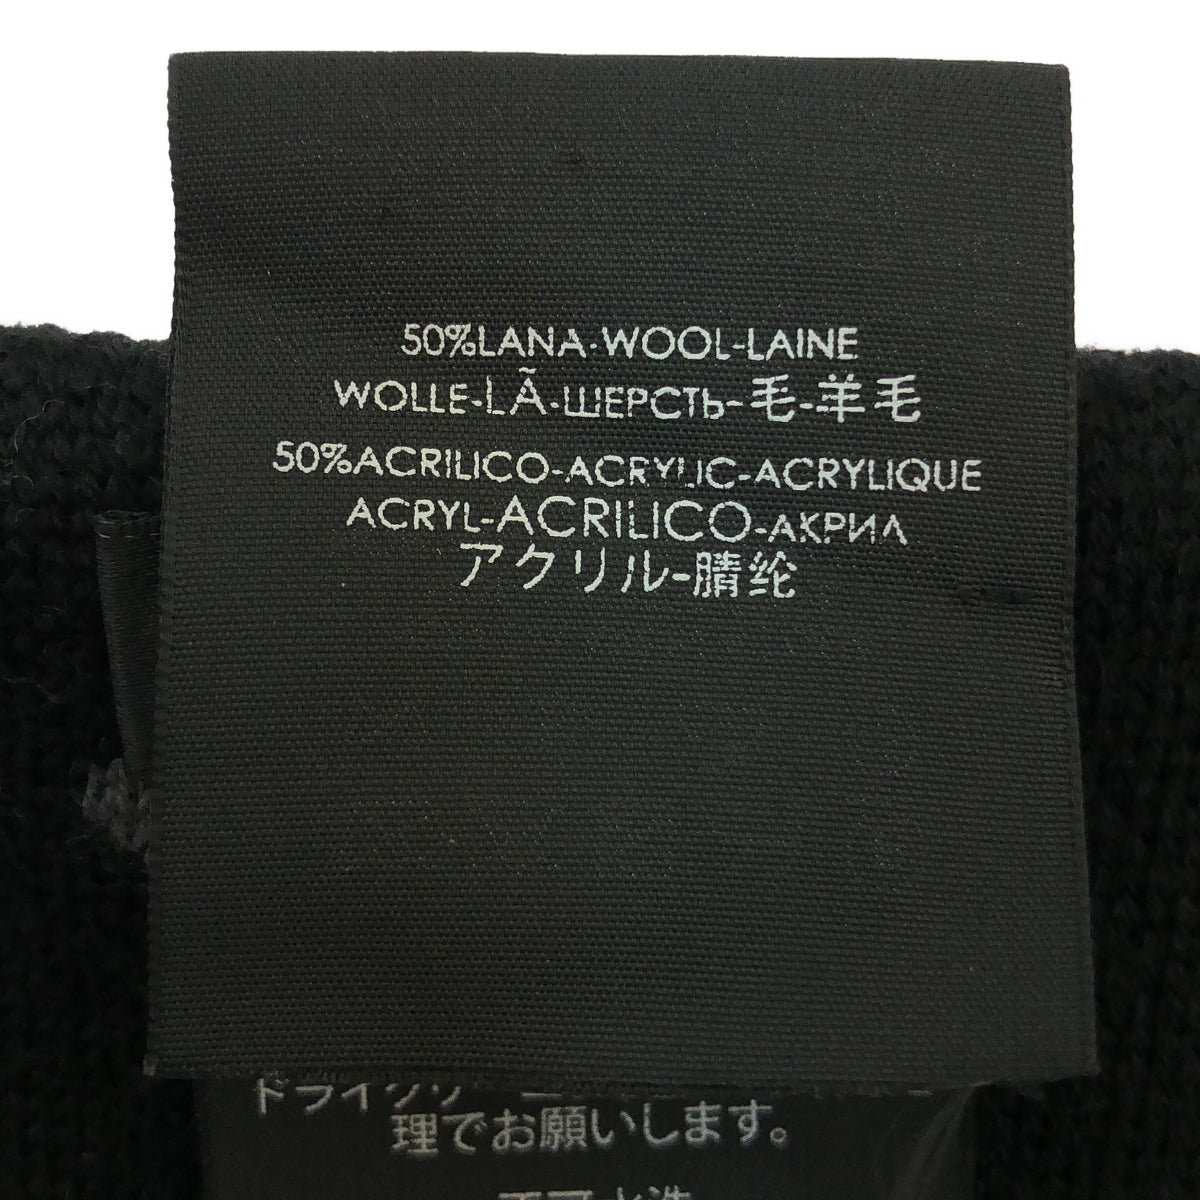 50%LANA-WOOL-LAINE
WOLLE-LÃ-ШЕРСТЬ-毛-羊毛
50%ACRILICO-ACRYLIC-ACRYLIQUE
ACRYL-ACRILICO-АКРИЛ
アクリル-腈纶
理でお願いします。